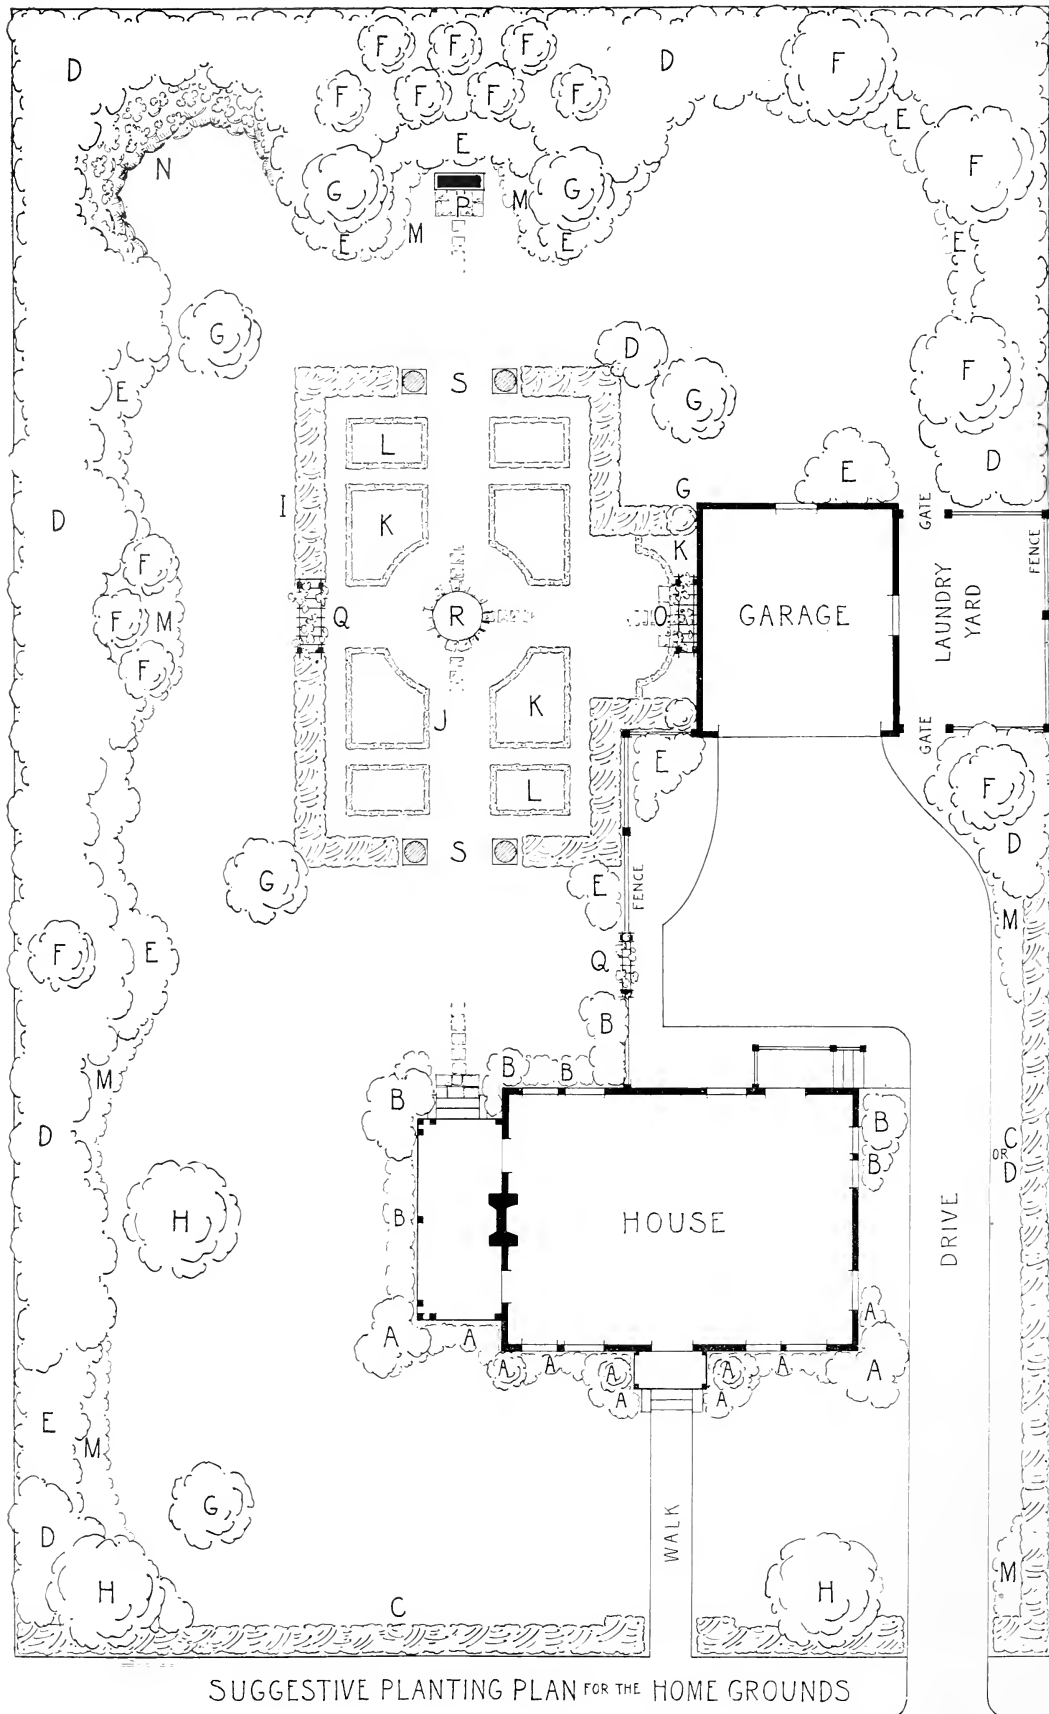 F F F F
D D
F F F F
E E
N G P M G F
M E E E
G D
F
E S G
L E D
G GATE
I K K FENCE
D
F
F M Q R O GARAGE LAUNDRY
YARD
F
J K
GATE
E
L F
S D
G E FENCE
M
F E Q
B
M B B
B B
D B C
OR
D
H B HOUSE DRIVE
A A A
A A A A A A
A A
E M
G
D WALK
H H M
C
SUGGESTIVE PLANTING PLAN FOR THE HOME GROUNDS